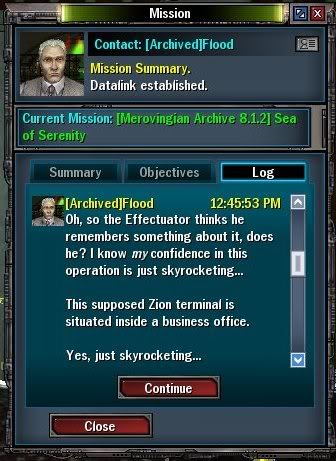 Mission
Contact: [Archived]Flood
Mission Summary.
Datalink established.
Current Mission: [Merovingian Archive 8.1.2] Sea
of Serenity
Summary
Objectives
Log
[Archived]Flood 12:45:53 PM
Oh, so the Effectuator thinks he
remembers something about it, does
he? I know my confidence in this
operation is just skyrocketing...
This supposed Zion terminal is
situated inside a business office.
Yes, just skyrocketing...
Continue
Close